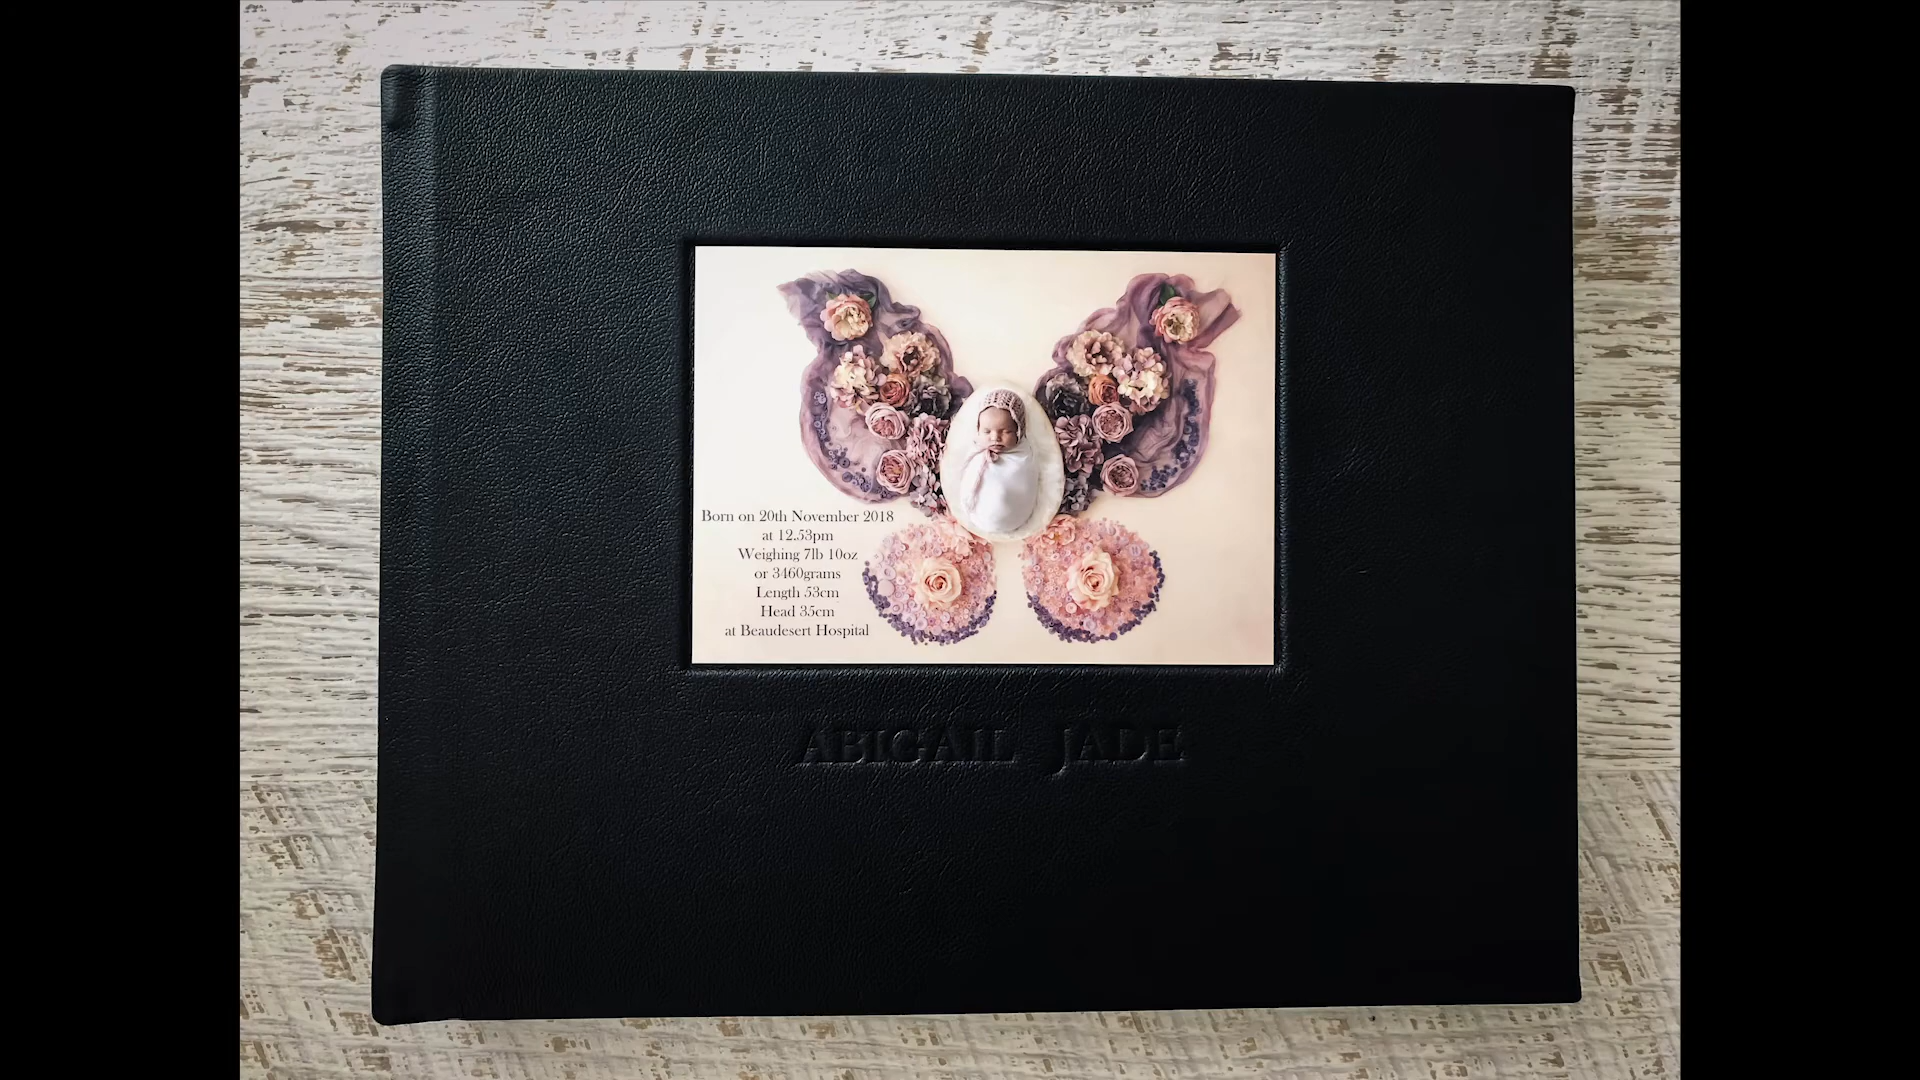 Born on 20th November 2018
at 12.53pm
Weighing 7lb 10oz
or 3460grams
Length 53cm
Head 35cm
at Beaudesert Hospital
ABIGAIL JADE